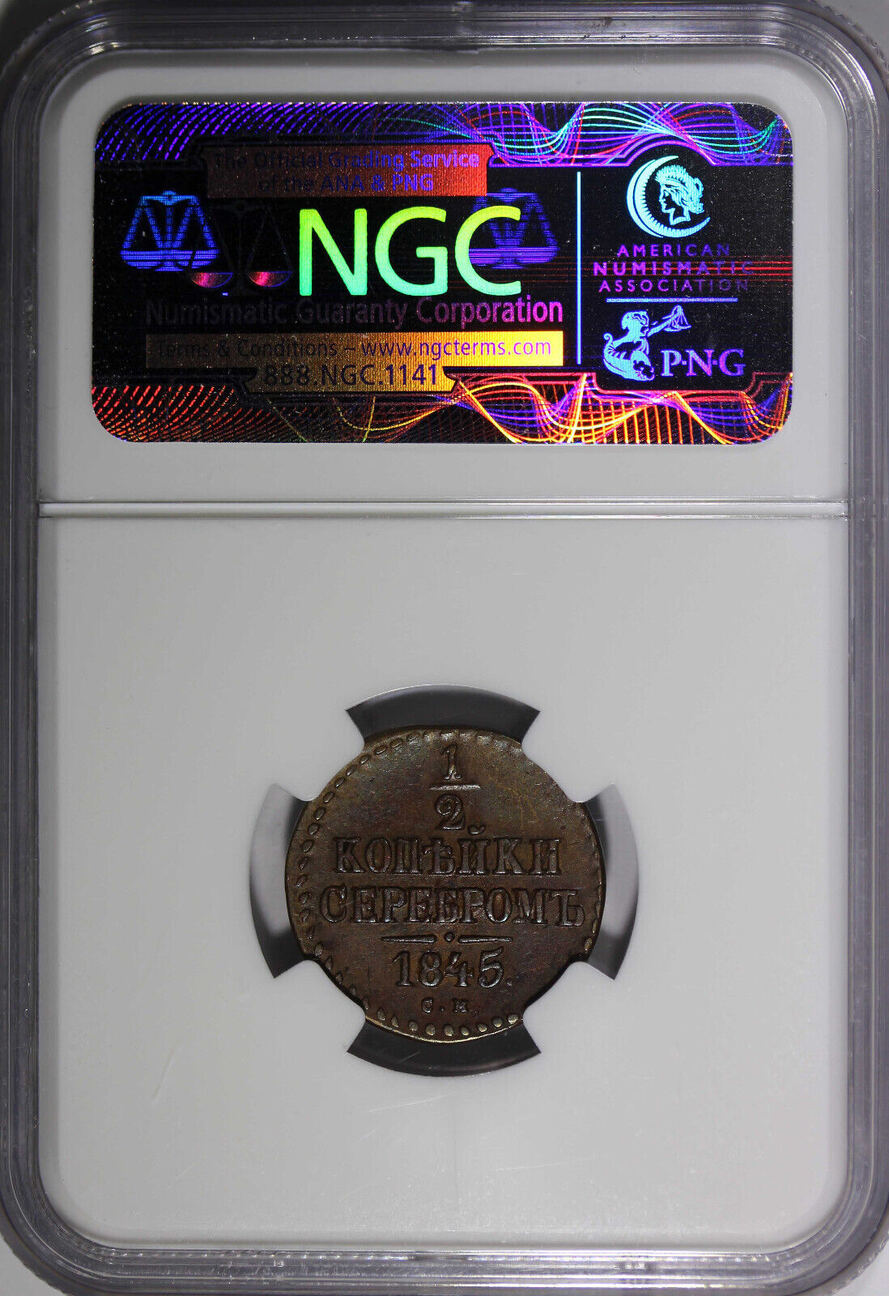 The Official Grading Service
of the ANA & PNG
NGC
Numismatic Guaranty Corporation
Terms & Conditions – www.ngcterms.com
888.NGC.1141
AMERICAN
NUMISMATIC
ASSOCIATION
P·N·G
1
2
КОПѢЙКИ
СЕРЕБРОМЪ
1845.
С.М.